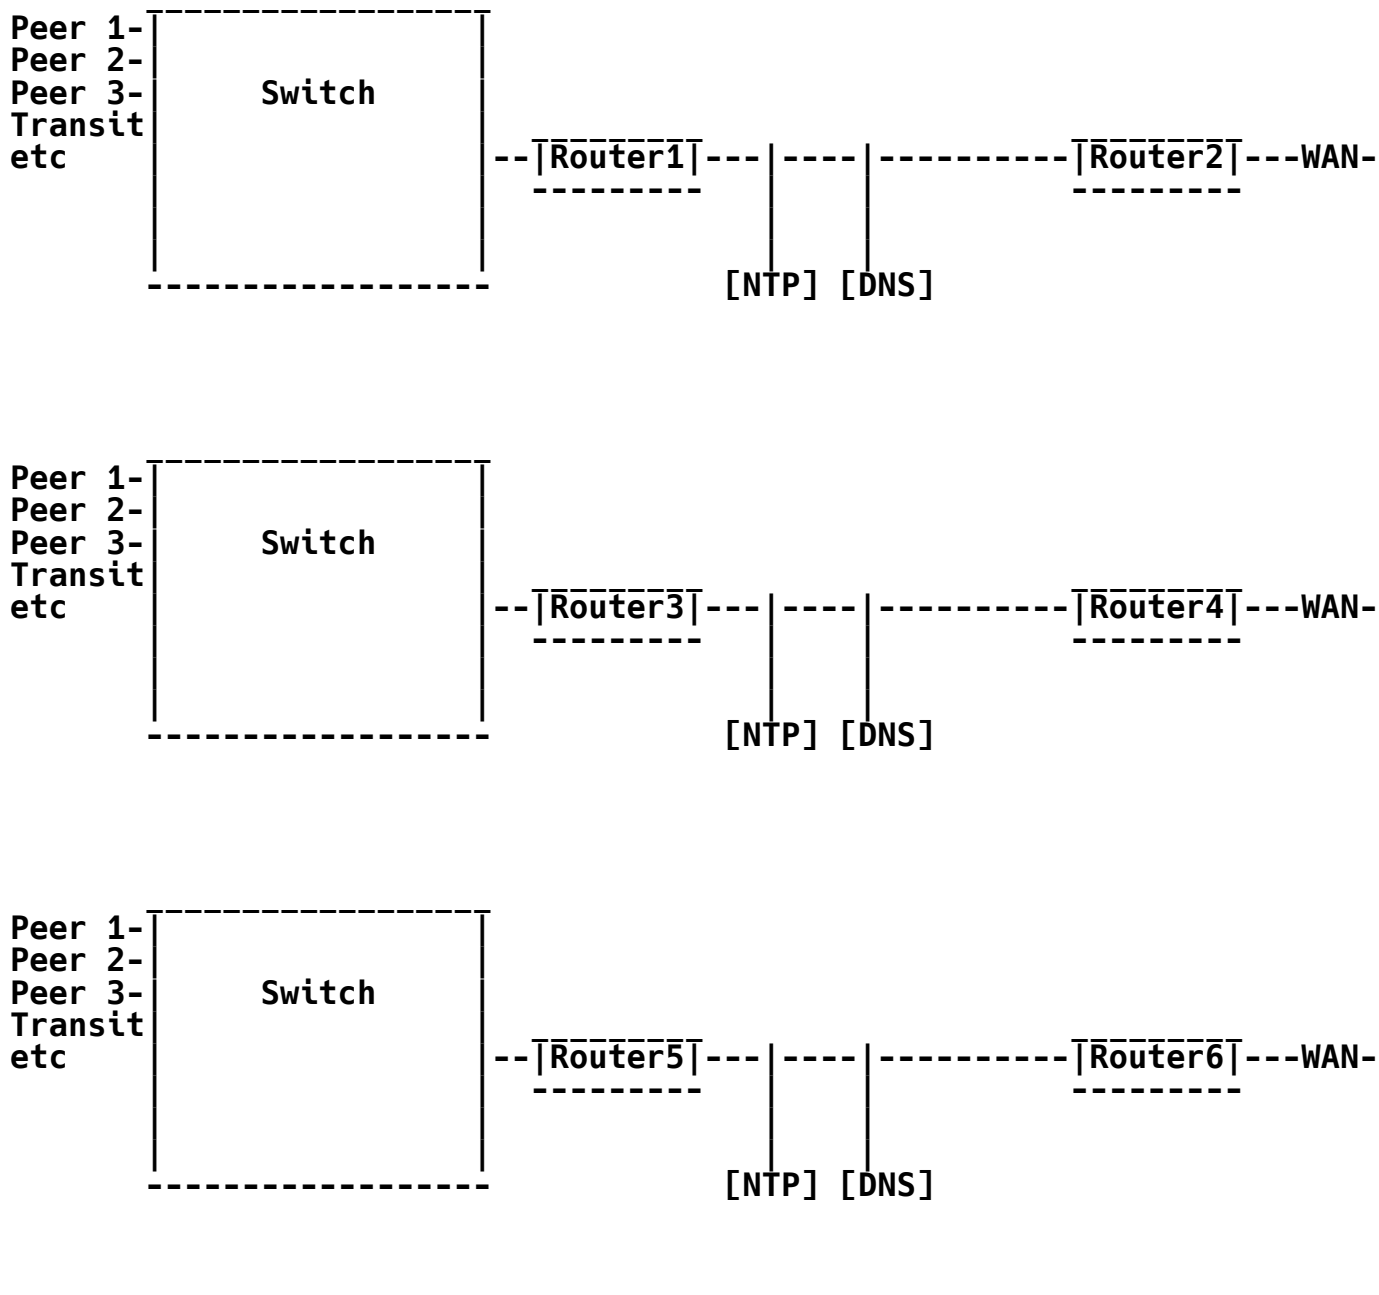 Peer 1-
Peer 2-
Peer 3- Switch
Transit
etc --|Router1|---|----|----------|Router2|---WAN-
[NTP] [DNS]
Peer 1-
Peer 2-
Peer 3- Switch
Transit
etc --|Router3|---|----|----------|Router4|---WAN-
[NTP] [DNS]
Peer 1-
Peer 2-
Peer 3- Switch
Transit
etc --|Router5|---|----|----------|Router6|---WAN-
[NTP] [DNS]